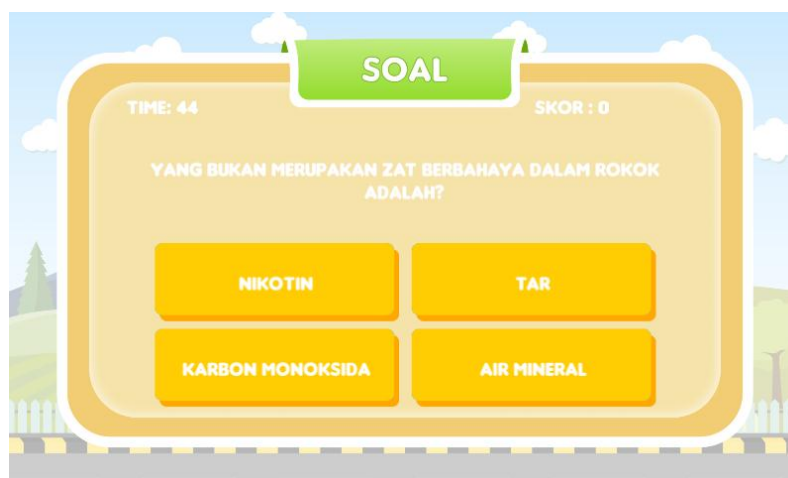 SOAL
TIME: 44
SKOR : 0
YANG BUKAN MERUPAKAN ZAT BERBAHAYA DALAM ROKOK
ADALAH?
NIKOTIN
TAR
KARBON MONOKSIDA
AIR MINERAL